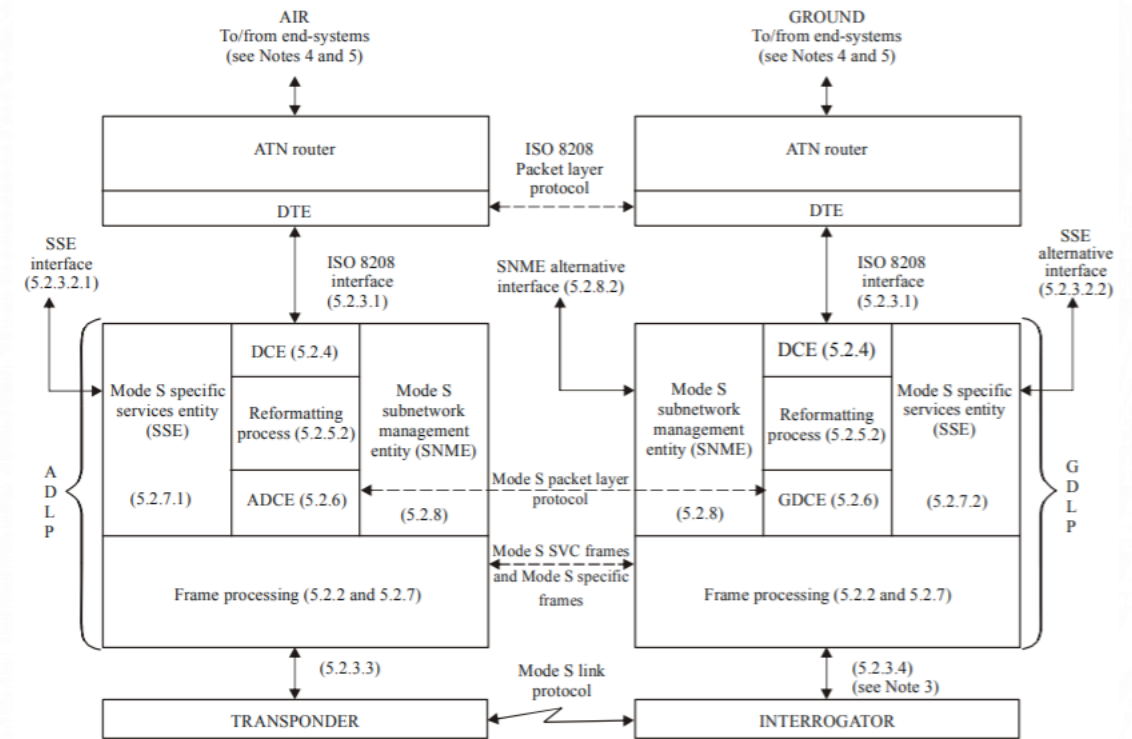 AIR
To/from end-systems
(see Notes 4 and 5)
GROUND
To/from end-systems
(see Notes 4 and 5)
ATN router
DTE
ISO 8208
Packet layer
protocol
ATN router
DTE
SSE
interface
(5.2.3.2.1)
ISO 8208
interface
(5.2.3.1)
SNME alternative
interface (5.2.8.2)
ISO 8208
interface
(5.2.3.1)
SSE
alternative
interface
(5.2.3.2.2)
ADLP
Mode S specific
services entity
(SSE)
(5.2.7.1)
DCE (5.2.4)
Reformatting
process (5.2.5.2)
ADCE (5.2.6)
Mode S
subnetwork
management
entity (SNME)
(5.2.8)
Frame processing (5.2.2 and 5.2.7)
Mode S packet layer
protocol
Mode S SVC frames
and Mode S specific
frames
Mode S
subnetwork
management
entity (SNME)
(5.2.8)
DCE (5.2.4)
Reformatting
process (5.2.5.2)
GDCE (5.2.6)
Mode S specific
services entity
(SSE)
(5.2.7.2)
Frame processing (5.2.2 and 5.2.7)
GDLP
(5.2.3.3)
Mode S link
protocol
(5.2.3.4)
(see Note 3)
TRANSPONDER
INTERROGATOR